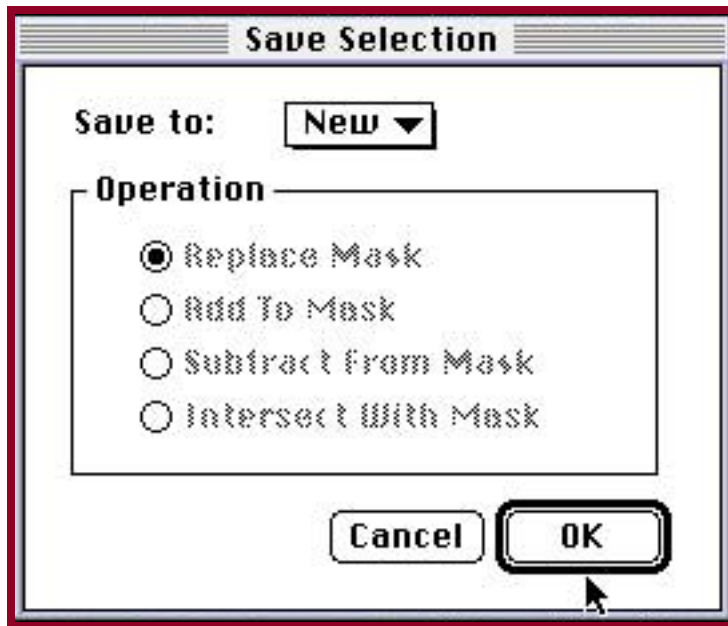 Save Selection
Save to: New
Operation
Replace Mask
Add To Mask
Subtract From Mask
Intersect With Mask
Cancel OK